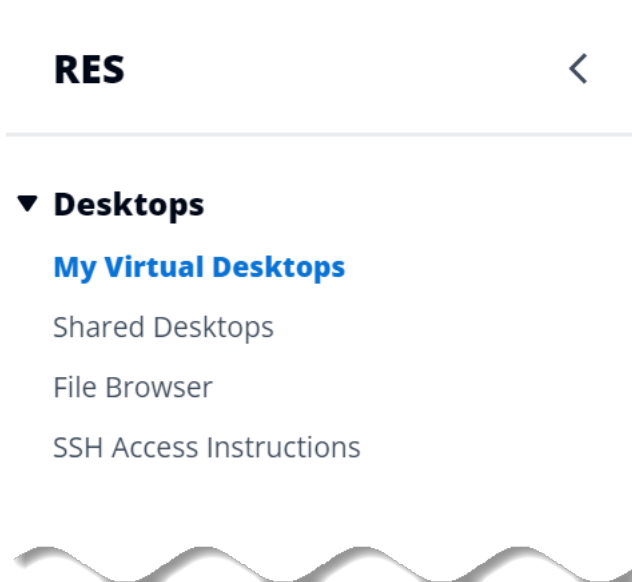 RES
Desktops
My Virtual Desktops
Shared Desktops
File Browser
SSH Access Instructions